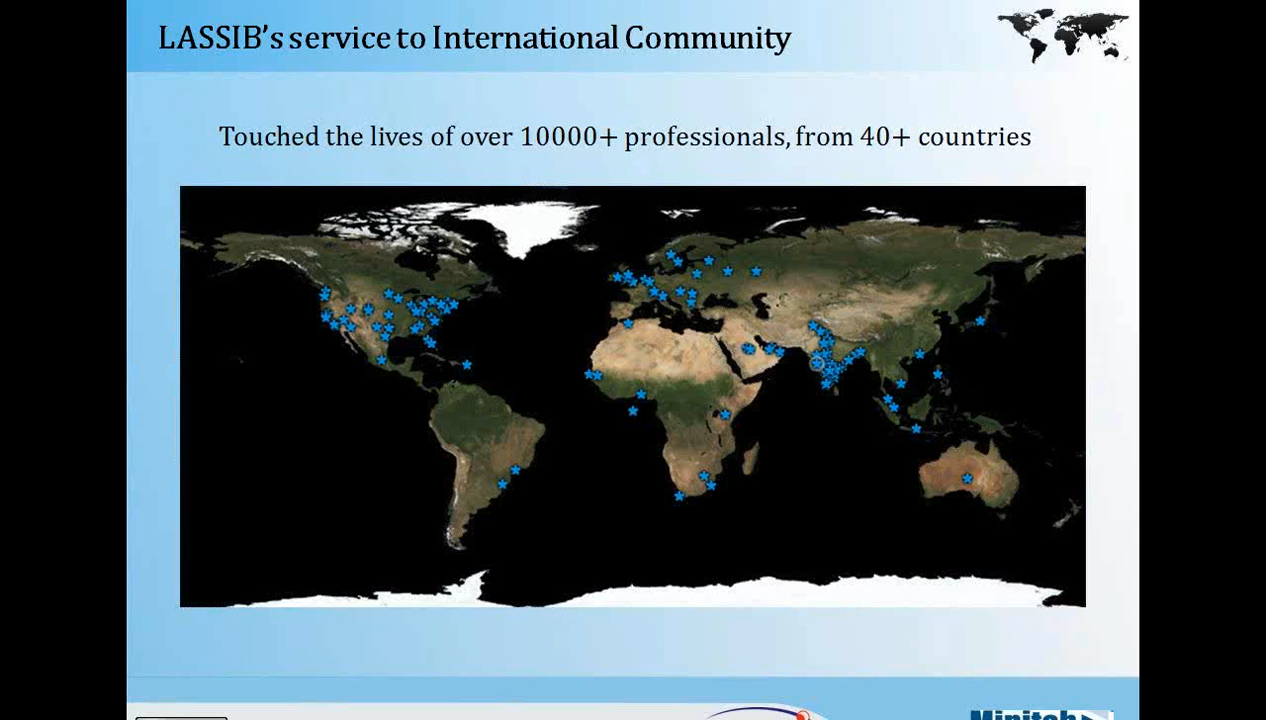 LASSIB's service to International Community
Touched the lives of over 10000+ professionals, from 40+ countries